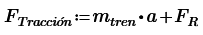 F_Tracción := m_tren • a + F_R